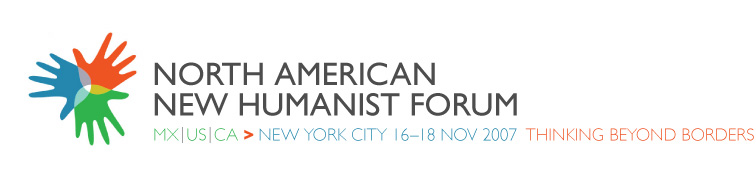 NORTH AMERICAN
NEW HUMANIST FORUM
MX|US|CA > NEW YORK CITY 16–18 NOV 2007 THINKING BEYOND BORDERS